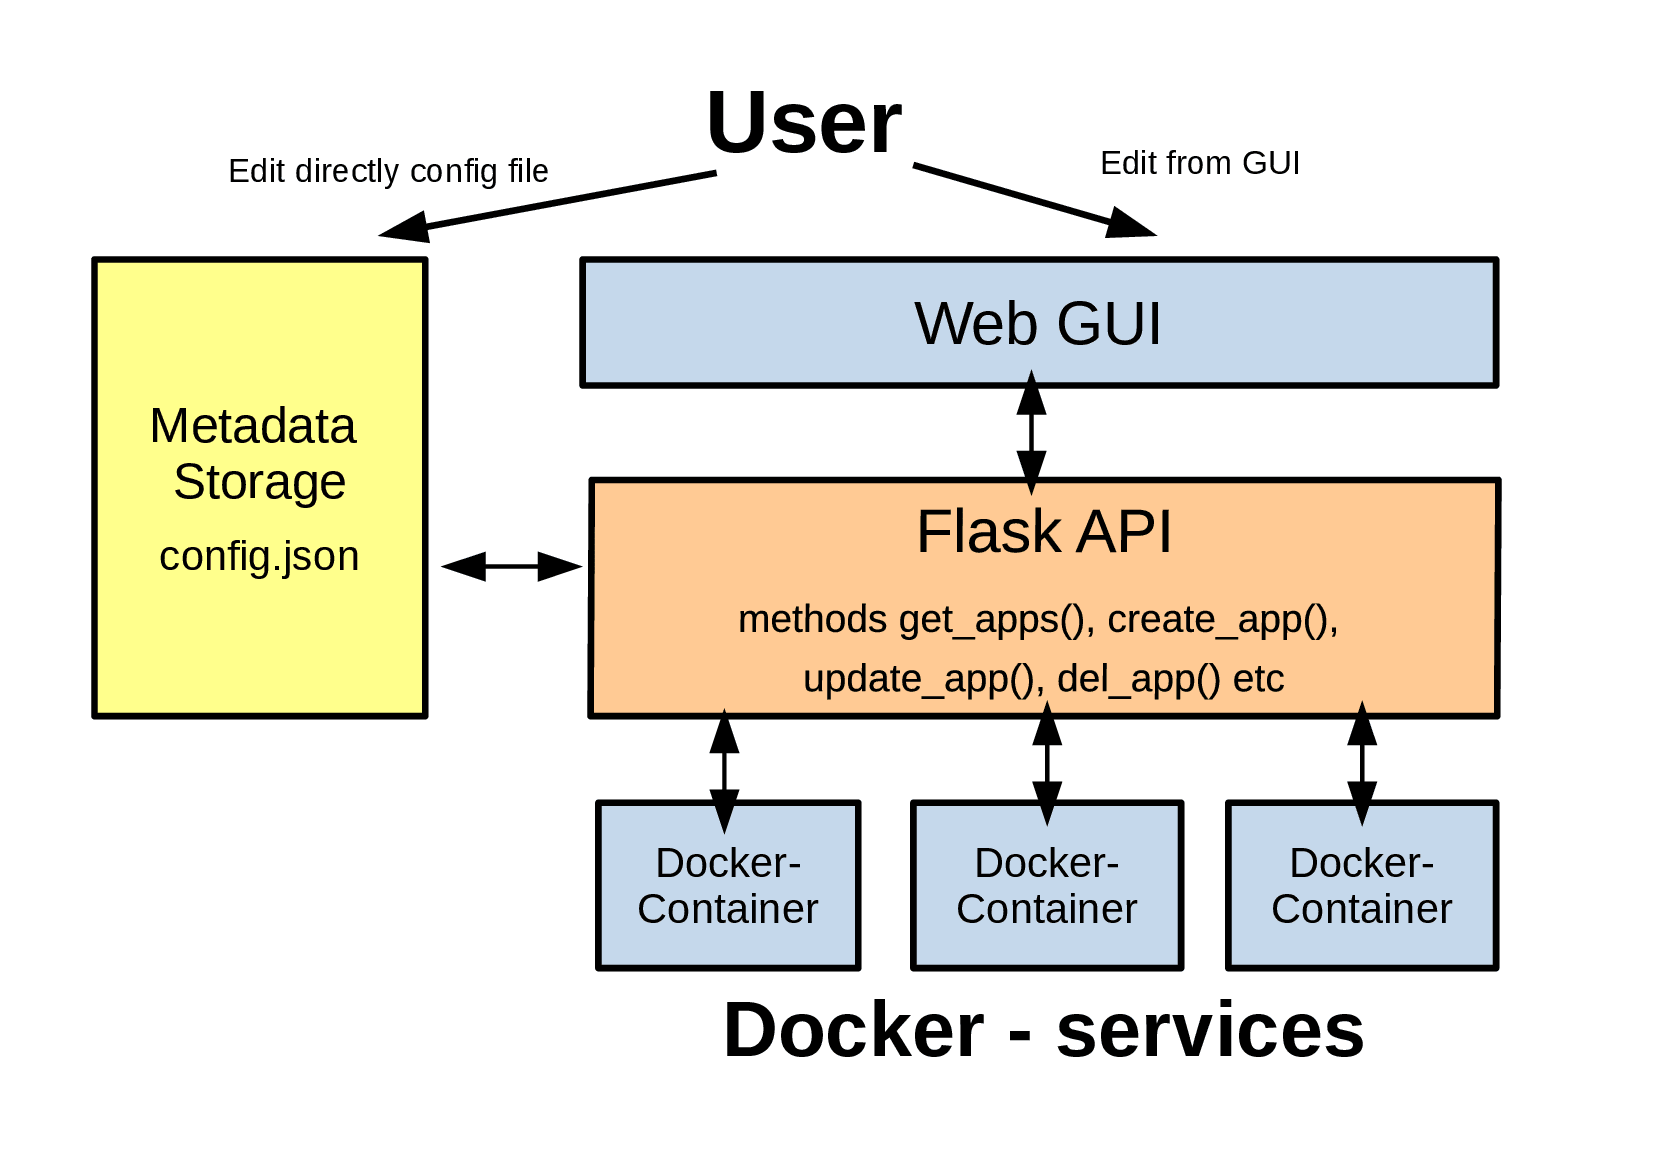 User
Edit directly config file
Edit from GUI
Metadata
Storage
config.json
Web GUI
Flask API
methods get_apps(), create_app(),
update_app(), del_app() etc
Docker-
Container
Docker-
Container
Docker-
Container
Docker - services